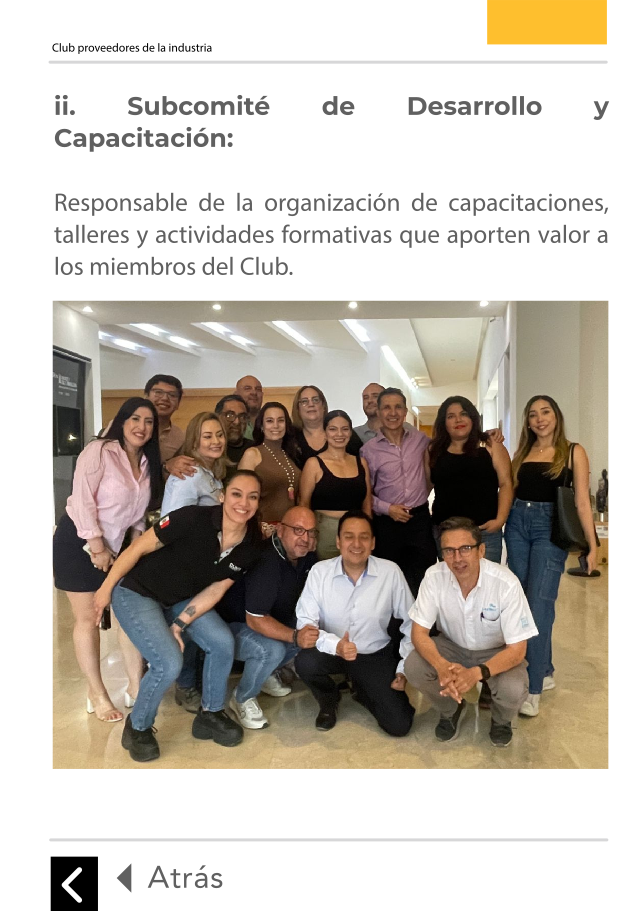 Club proveedores de la industria
ii. Subcomité de Desarrollo y
Capacitación:
Responsable de la organización de capacitaciones,
talleres y actividades formativas que aporten valor a
los miembros del Club.
Atrás